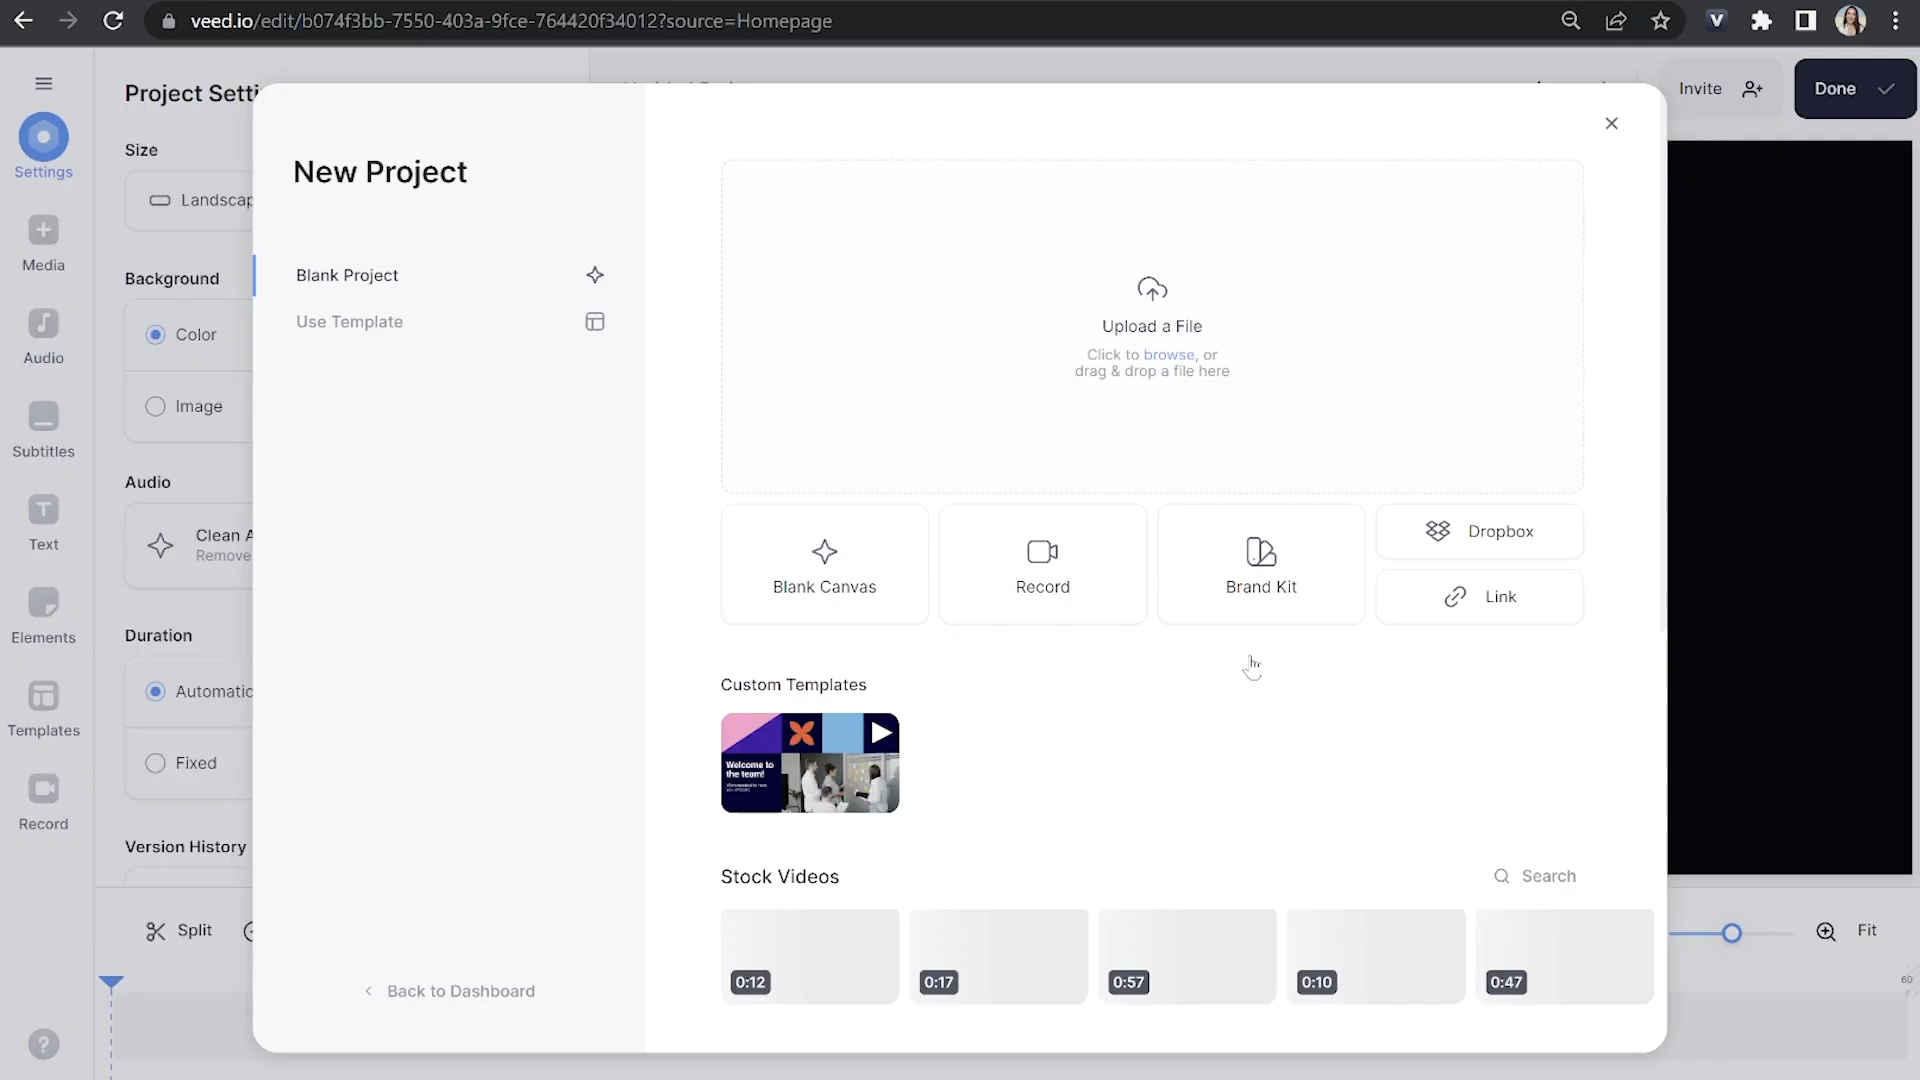 veed.io/edit/b074f3bb-7550-403a-9fce-764420f34012?source=Homepage
Invite
Done
Settings
Media
Audio
Subtitles
Text
Elements
Templates
Record
Project Setti
Size
Landscap
Background
Color
Image
Audio
Clean A
Remove
Duration
Automatic
Fixed
Version History
Split
Fit
60
New Project
Blank Project
Use Template
Back to Dashboard
Upload a File
Click to browse, or
drag & drop a file here
Blank Canvas
Record
Brand Kit
Dropbox
Link
Custom Templates
Welcome to
the team!
Stock Videos
Search
0:12
0:17
0:57
0:10
0:47